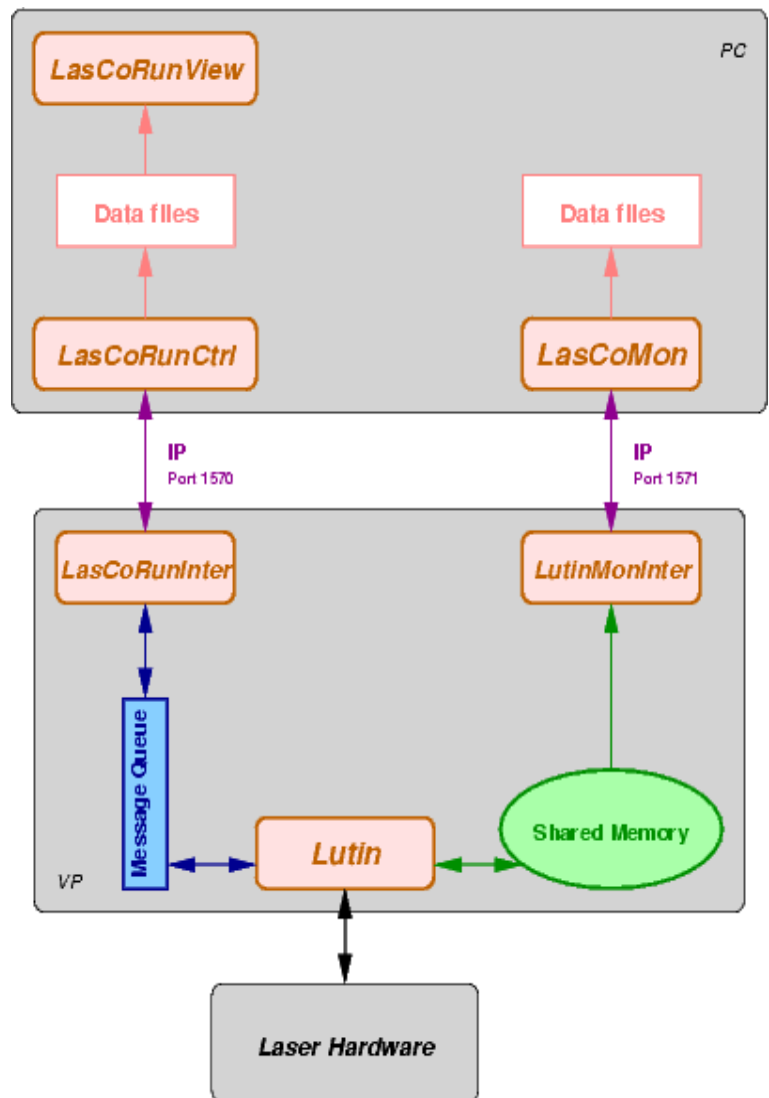 PC
LasCoRunView
Data files
Data files
LasCoRunCtrl
LasCoMon
IP
Port 1570
IP
Port 1571
LasCoRunInter
LutinMonInter
Message Queue
Shared Memory
Lutin
VP
Laser Hardware